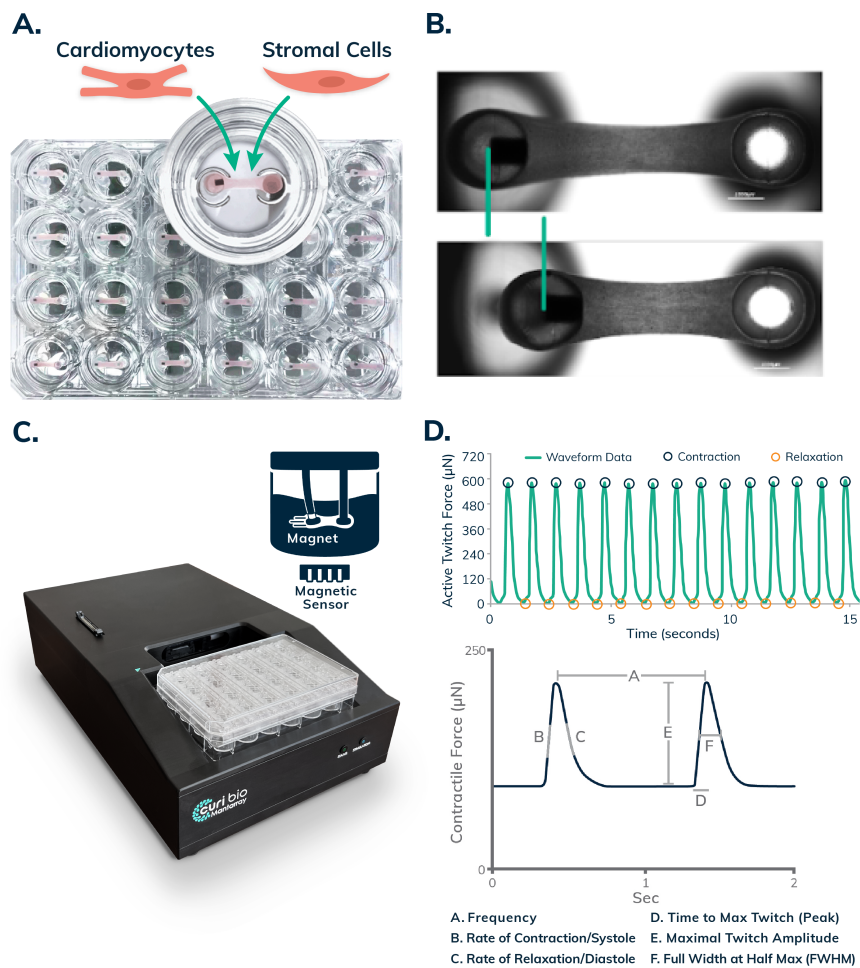 A.
Cardiomyocytes
Stromal Cells
B.
C.
Magnet
Magnetic
Sensor
curi bio
Mantarray
D.
Waveform Data
Contraction
Relaxation
Active Twitch Force (µN)
720
600
480
360
240
120
0
0
5
10
15
Time (seconds)
Contractile Force (µN)
250
0
A
B
C
E
F
D
0
1
2
Sec
A. Frequency
B. Rate of Contraction/Systole
C. Rate of Relaxation/Diastole
D. Time to Max Twitch (Peak)
E. Maximal Twitch Amplitude
F. Full Width at Half Max (FWHM)